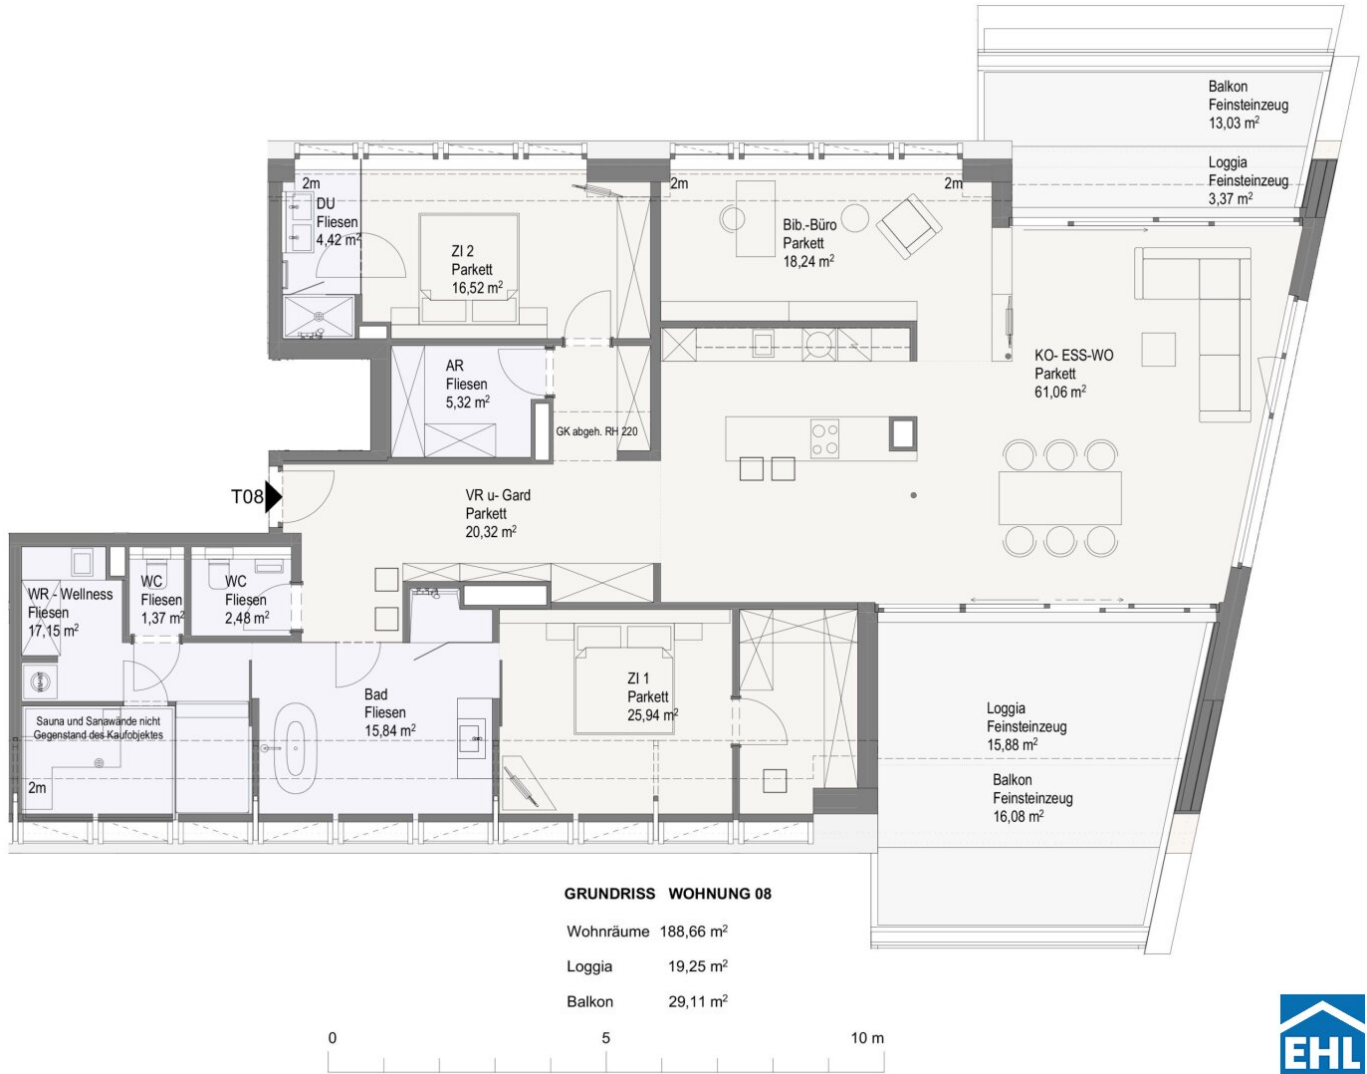 Balkon
Feinsteinzeug
13,03 m²
Loggia
Feinsteinzeug
3,37 m²
2m
DU
Fliesen
4,42 m²
ZI 2
Parkett
16,52 m²
2m
2m
Bib.-Büro
Parkett
18,24 m²
KO- ESS-WO
Parkett
61,06 m²
AR
Fliesen
5,32 m²
GK abgeh. RH 220
T08
VR u- Gard
Parkett
20,32 m²
WR - Wellness
Fliesen
17,15 m²
WC
Fliesen
1,37 m²
WC
Fliesen
2,48 m²
Sauna und Sanawände nicht
Gegenstand des Kaufobjektes
2m
Bad
Fliesen
15,84 m²
ZI 1
Parkett
25,94 m²
Loggia
Feinsteinzeug
15,88 m²
Balkon
Feinsteinzeug
16,08 m²
GRUNDRISS WOHNUNG 08
Wohnräume 188,66 m²
Loggia 19,25 m²
Balkon 29,11 m²
0 5 10 m
EHL